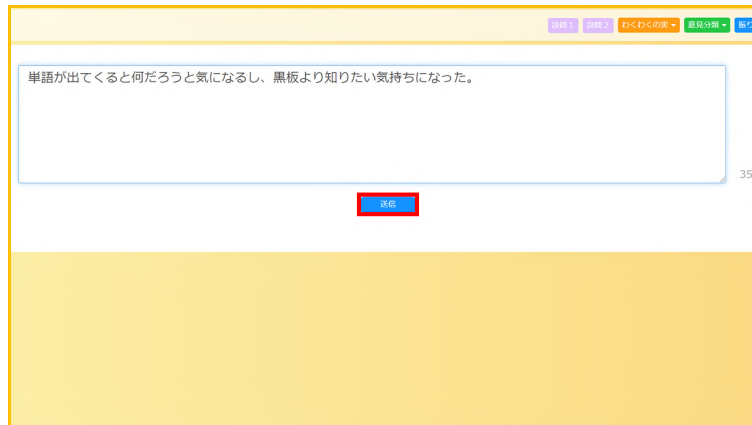 設問1 設問2 わくわくの実 意見分類
単語が出てくると何だろうと気になるし、黒板より知りたい気持ちになった。
35
送信